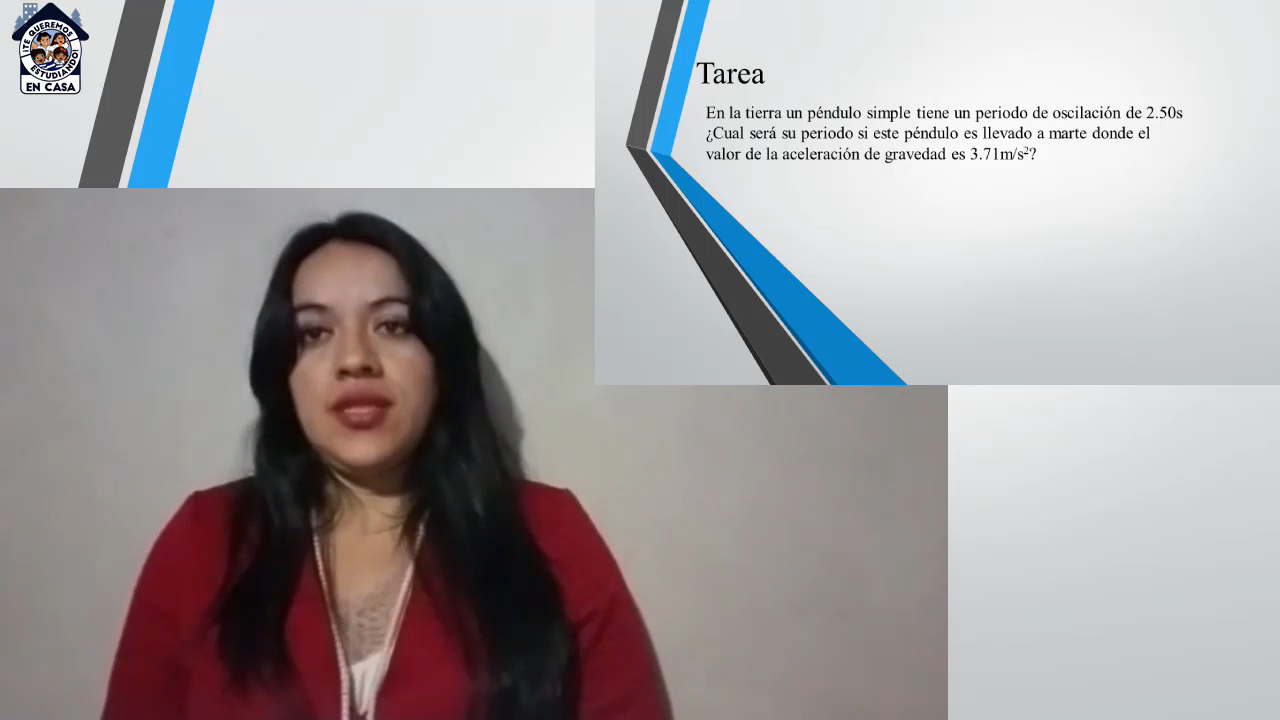 ¡TE QUEREMOS
ESTUDIANDO!
EN CASA
Tarea
En la tierra un péndulo simple tiene un periodo de oscilación de 2.50s
¿Cual será su periodo si este péndulo es llevado a marte donde el
valor de la aceleración de gravedad es 3.71m/s²?